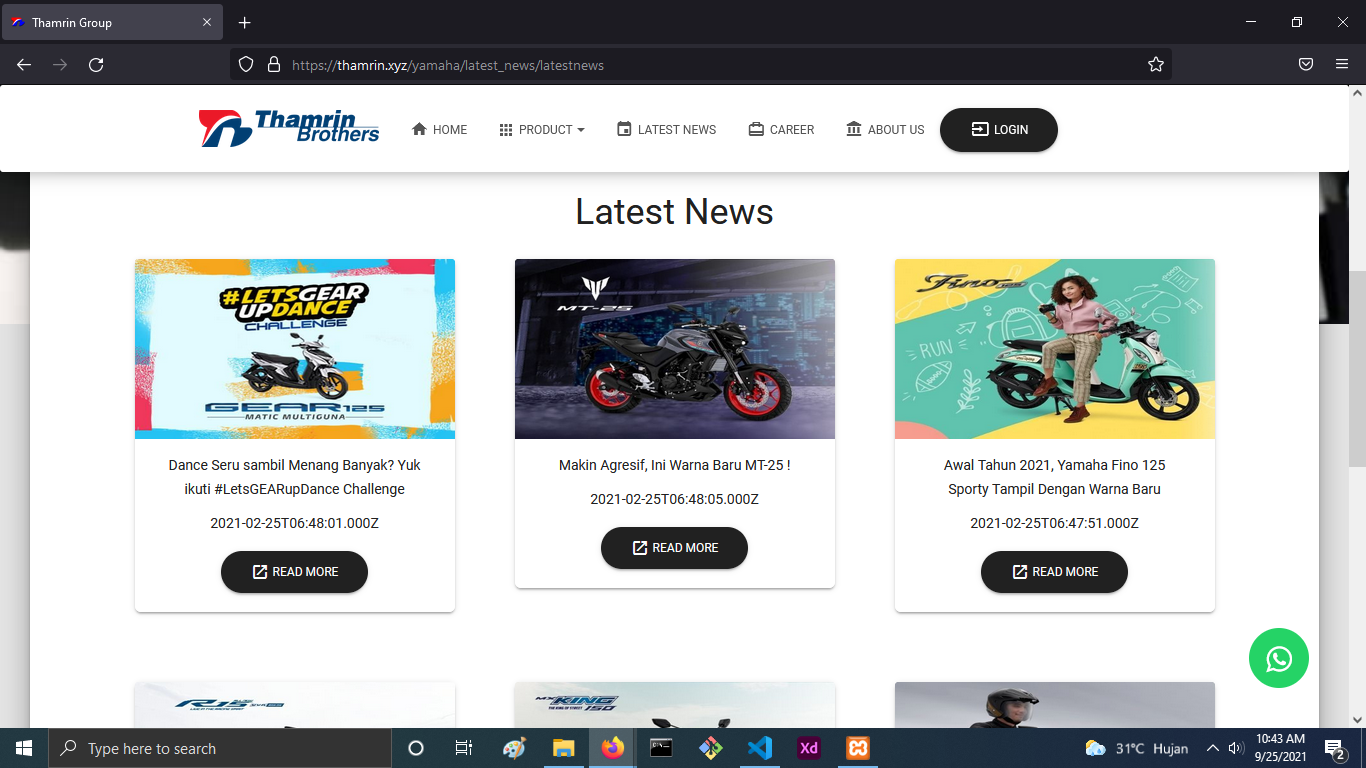 Thamrin Group
https://thamrin.xyz/yamaha/latest_news/latestnews
Thamrin
Brothers
HOME
PRODUCT
LATEST NEWS
CAREER
ABOUT US
LOGIN
Latest News
#LETSGEAR
UPDANCE
CHALLENGE
GEAR125
MATIC MULTIGUNA
Dance Seru sambil Menang Banyak? Yuk
ikuti #LetsGEARupDance Challenge
2021-02-25T06:48:01.000Z
READ MORE
MT-25
Makin Agresif, Ini Warna Baru MT-25 !
2021-02-25T06:48:05.000Z
READ MORE
Fino 125
RUN
Awal Tahun 2021, Yamaha Fino 125
Sporty Tampil Dengan Warna Baru
2021-02-25T06:47:51.000Z
READ MORE
R15
MX KING
150
Type here to search
Xd
31°C Hujan
10:43 AM
9/25/2021
2